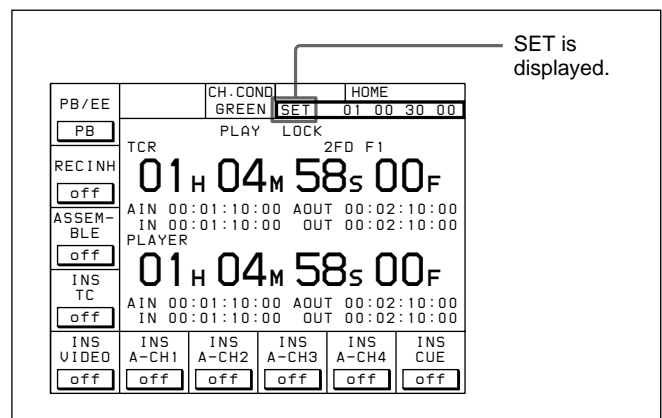 SET is
displayed.
CH.COND HOME
PB/EE GREEN SET 01 00 30 00
PB PLAY LOCK
TCR 2FD F1
RECINH 01H 04M 58S 00F
off
AIN 00:01:10:00 AOUT 00:02:10:00
ASSEM-
BLE IN 00:01:10:00 OUT 00:02:10:00
PLAYER
off
01H 04M 58S 00F
INS
TC
AIN 00:01:10:00 AOUT 00:02:10:00
off IN 00:01:10:00 OUT 00:02:10:00
INS INS INS INS INS INS
VIDEO A-CH1 A-CH2 A-CH3 A-CH4 CUE
off off off off off off